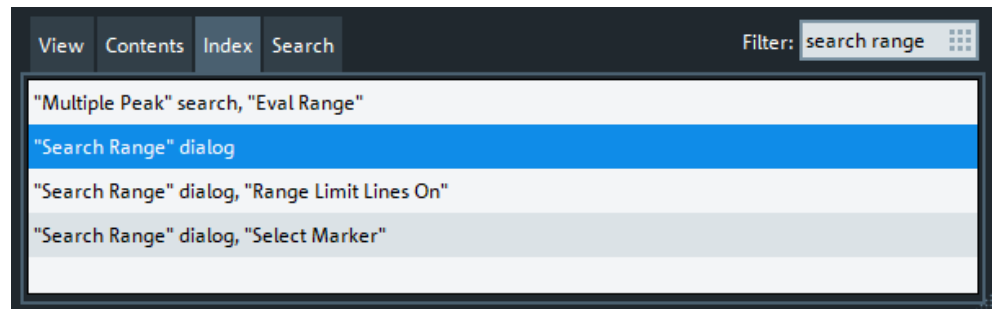 View Contents Index Search Filter: search range
"Multiple Peak" search, "Eval Range"
"Search Range" dialog
"Search Range" dialog, "Range Limit Lines On"
"Search Range" dialog, "Select Marker"